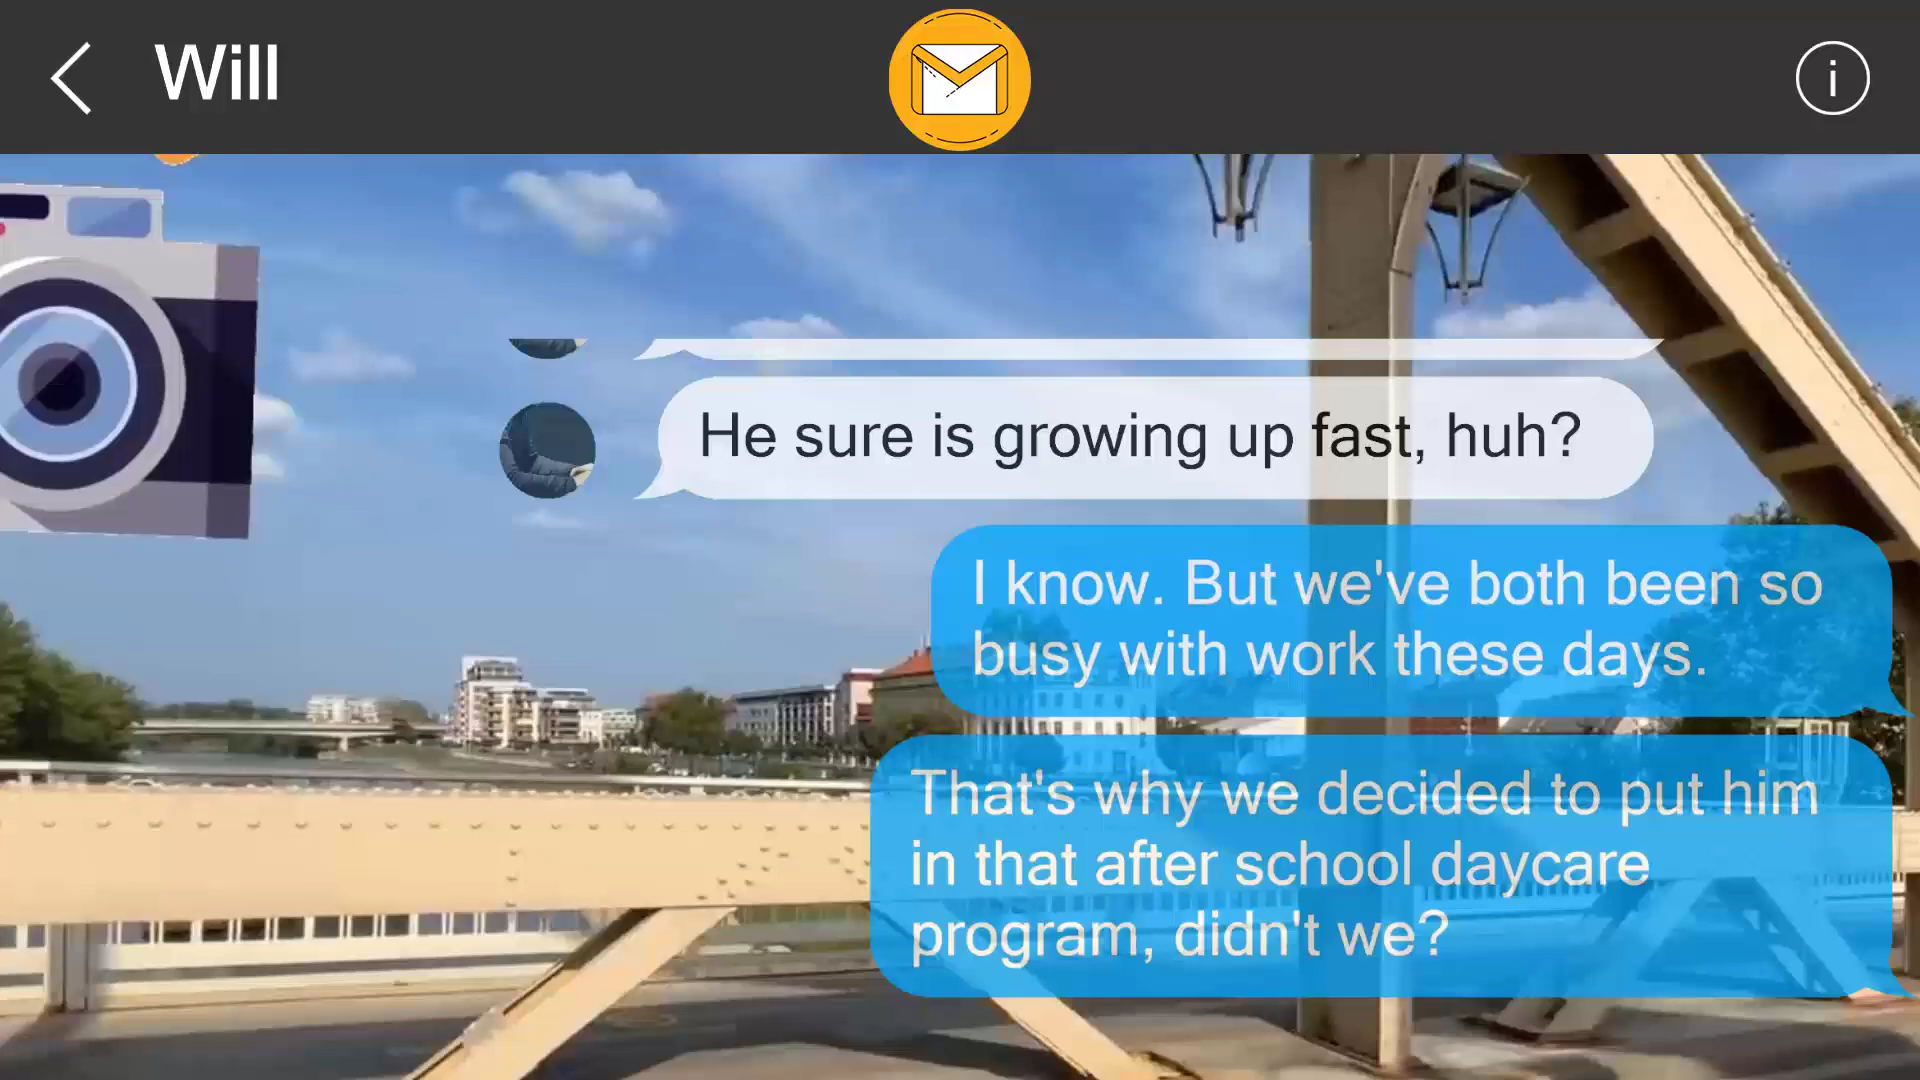 Will
i
He sure is growing up fast, huh?
I know. But we've both been so
busy with work these days.
That's why we decided to put him
in that after school daycare
program, didn't we?